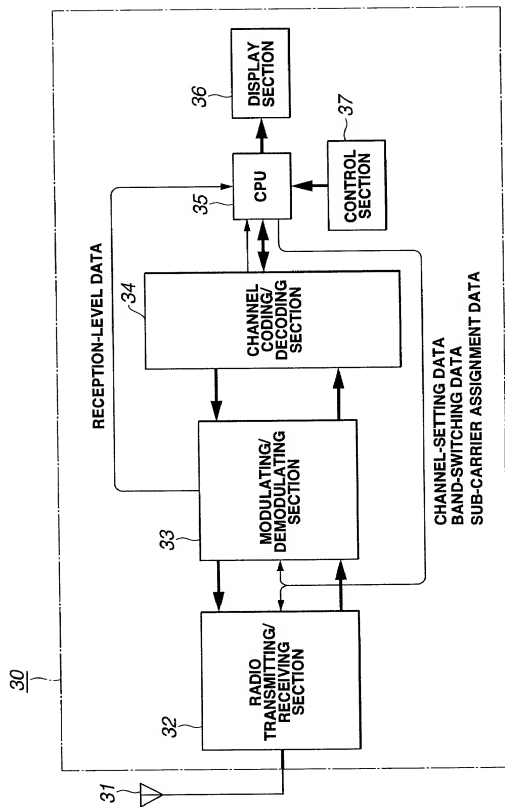 30
31
RADIO
TRANSMITTING/
RECEIVING
SECTION
32
MODULATING/
DEMODULATING
SECTION
33
RECEPTION-LEVEL DATA
CHANNEL
CODING/
DECODING
SECTION
34
CPU
35
DISPLAY
SECTION
36
CONTROL
SECTION
37
CHANNEL-SETTING DATA
BAND-SWITCHING DATA
SUB-CARRIER ASSIGNMENT DATA